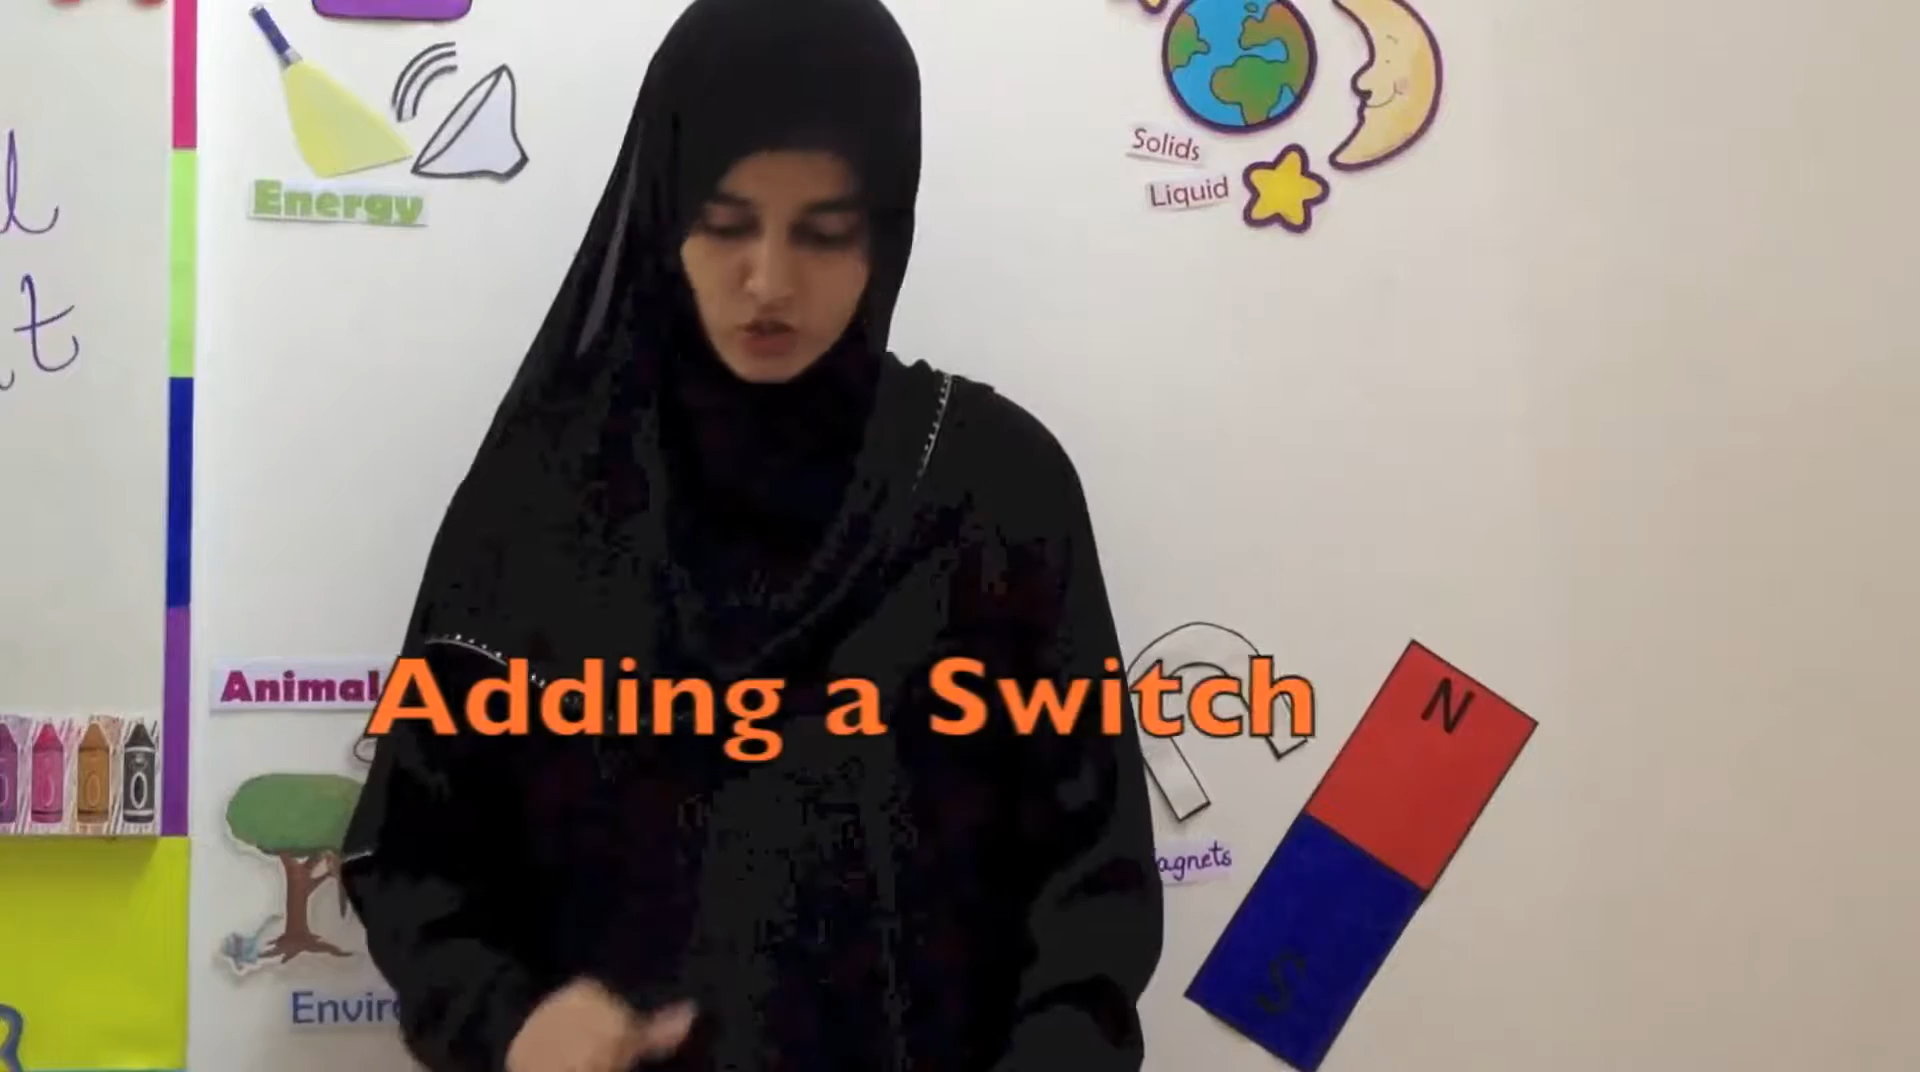 Energy
Solids
Liquid
Animal
Adding a Switch
N
agnets
S
Envir